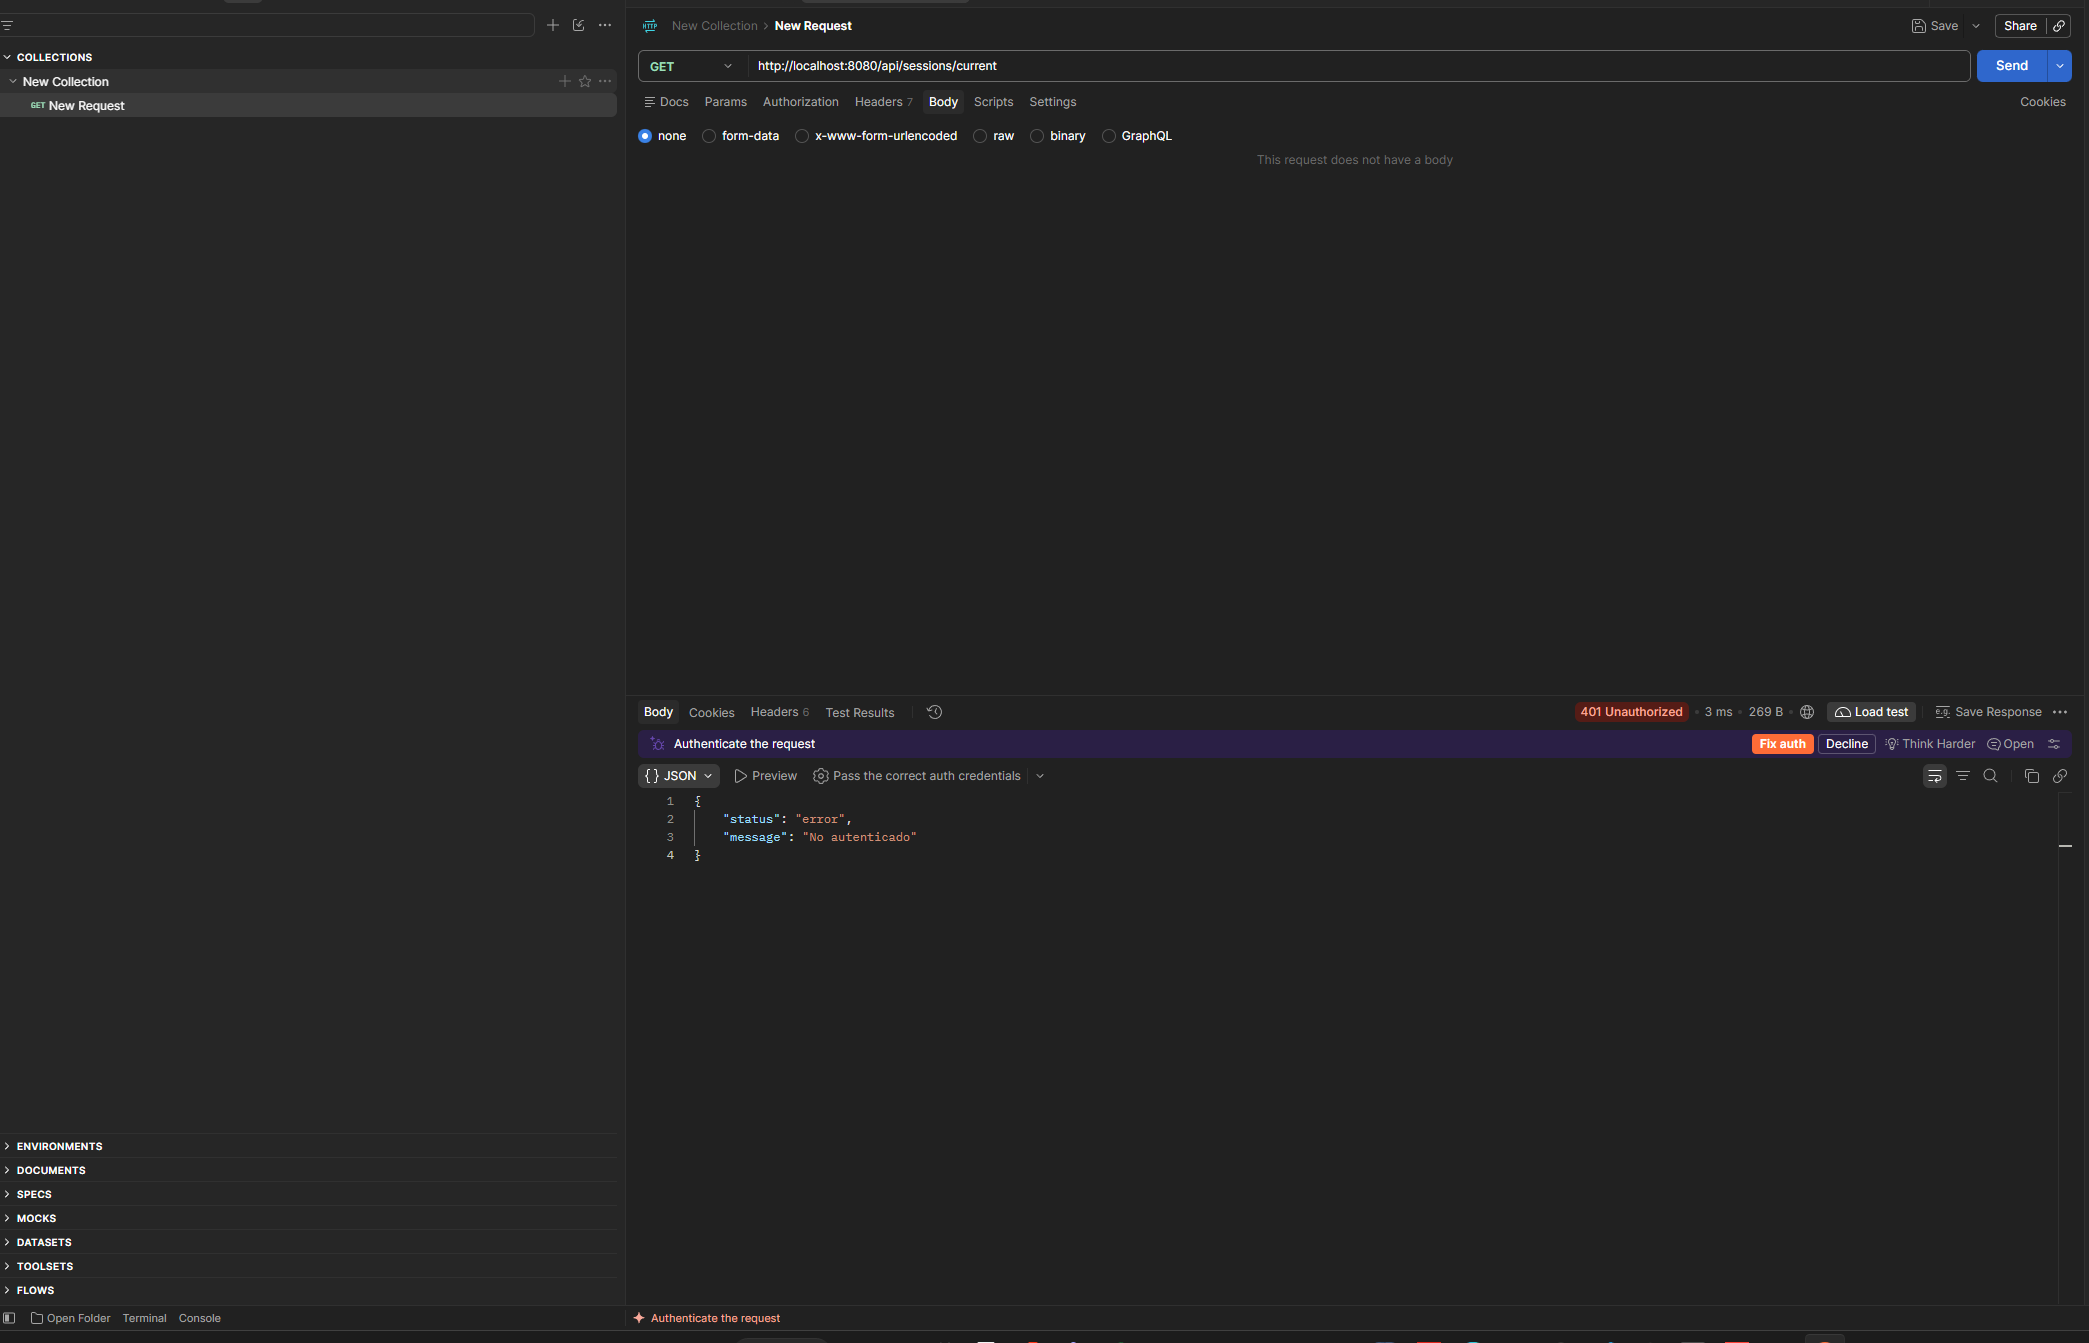 COLLECTIONS
New Collection
GET New Request
ENVIRONMENTS
DOCUMENTS
SPECS
MOCKS
DATASETS
TOOLSETS
FLOWS
Open Folder Terminal Console
HTTP New Collection > New Request Save Share
GET http://localhost:8080/api/sessions/current Send
Docs Params Authorization Headers 7 Body Scripts Settings Cookies
none form-data x-www-form-urlencoded raw binary GraphQL
This request does not have a body
Body Cookies Headers 6 Test Results 401 Unauthorized • 3 ms • 269 B • Load test e.g. Save Response
Authenticate the request Fix auth Decline Think Harder Open
{} JSON Preview Pass the correct auth credentials
1 {
2 "status": "error",
3 "message": "No autenticado"
4 }
Authenticate the request